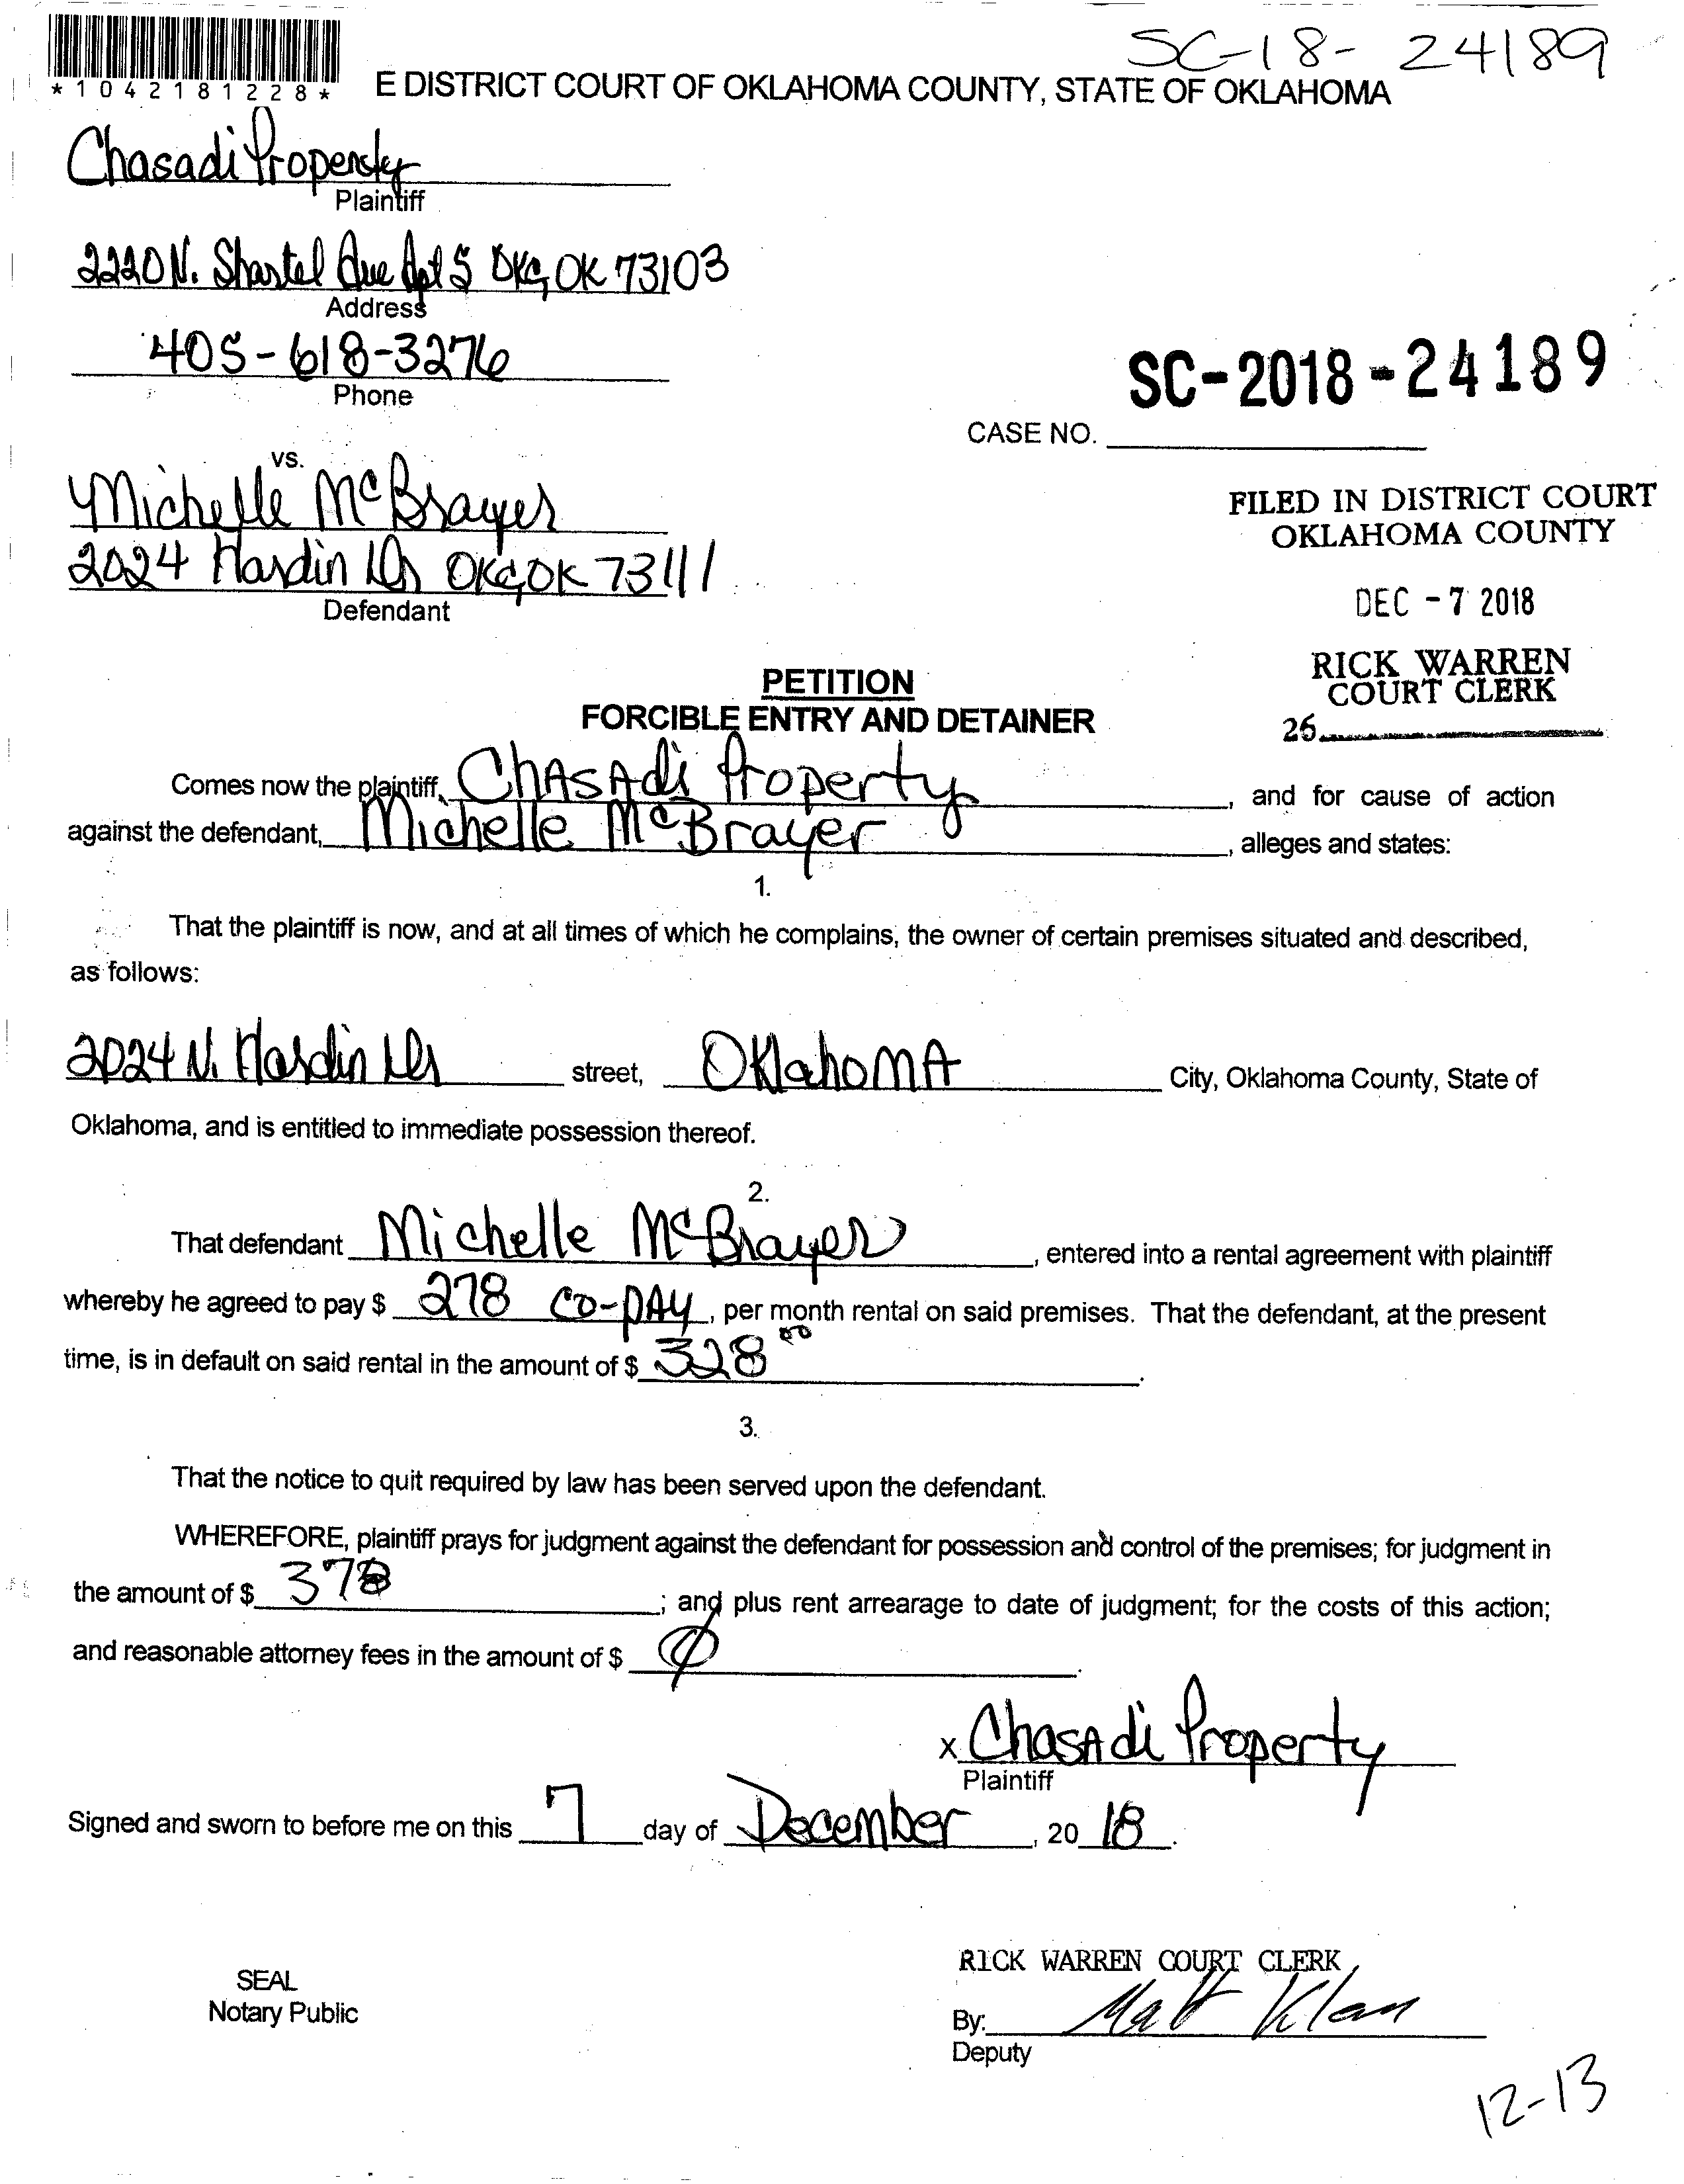 SC-18- 24189
*1042181228*
E DISTRICT COURT OF OKLAHOMA COUNTY, STATE OF OKLAHOMA
Chasadi Property
Plaintiff
2220 N. Shartel Ave Apt 5 OKC, OK 73103
Address
405-618-3276
Phone
SC-2018-24189
CASE NO.
vs.
Michelle McBrayer
2024 Hardin Dr OKC, OK 73111
Defendant
FILED IN DISTRICT COURT
OKLAHOMA COUNTY
DEC -7 2018
RICK WARREN
COURT CLERK
26
PETITION
FORCIBLE ENTRY AND DETAINER
Comes now the plaintiff, ChasAdi Property, and for cause of action
against the defendant, Michelle McBrayer, alleges and states:
1.
That the plaintiff is now, and at all times of which he complains, the owner of certain premises situated and described,
as follows:
2024 N. Hardin Dr street, OklahomA City, Oklahoma County, State of
Oklahoma, and is entitled to immediate possession thereof.
2.
That defendant Michelle McBrayer, entered into a rental agreement with plaintiff
whereby he agreed to pay $ 278 co-pAy, per month rental on said premises. That the defendant, at the present
time, is in default on said rental in the amount of $ 328 00.
3.
That the notice to quit required by law has been served upon the defendant.
WHEREFORE, plaintiff prays for judgment against the defendant for possession and control of the premises; for judgment in
the amount of $ 378; and plus rent arrearage to date of judgment; for the costs of this action;
and reasonable attorney fees in the amount of $ Ø.
x ChasAdi Property
Plaintiff
Signed and sworn to before me on this 7 day of December, 20 18.
SEAL
Notary Public
RICK WARREN COURT CLERK
By:
Deputy
12-13